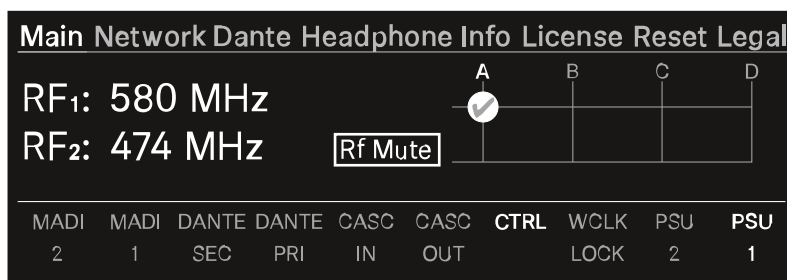 Main Network Dante Headphone Info License Reset Legal
A B C D
RF1: 580 MHz
RF2: 474 MHz Rf Mute
MADI MADI DANTE DANTE CASC CASC CTRL WCLK PSU PSU
2 1 SEC PRI IN OUT LOCK 2 1